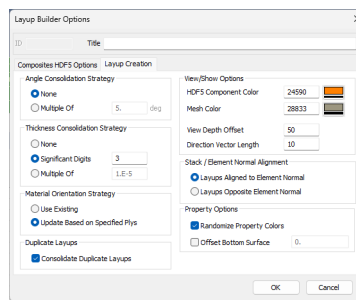 Layup Builder Options
ID Title
Composites HDF5 Options Layup Creation
Angle Consolidation Strategy
None
Multiple Of 5. deg
Thickness Consolidation Strategy
None
Significant Digits 3
Multiple Of 1.E-5
Material Orientation Strategy
Use Existing
Update Based on Specified Plys
Duplicate Layups
Consolidate Duplicate Layups
View/Show Options
HDF5 Component Color 24590
Mesh Color 28833
View Depth Offset 50
Direction Vector Length 10
Stack / Element Normal Alignment
Layups Aligned to Element Normal
Layups Opposite Element Normal
Property Options
Randomize Property Colors
Offset Bottom Surface 0.
OK Cancel